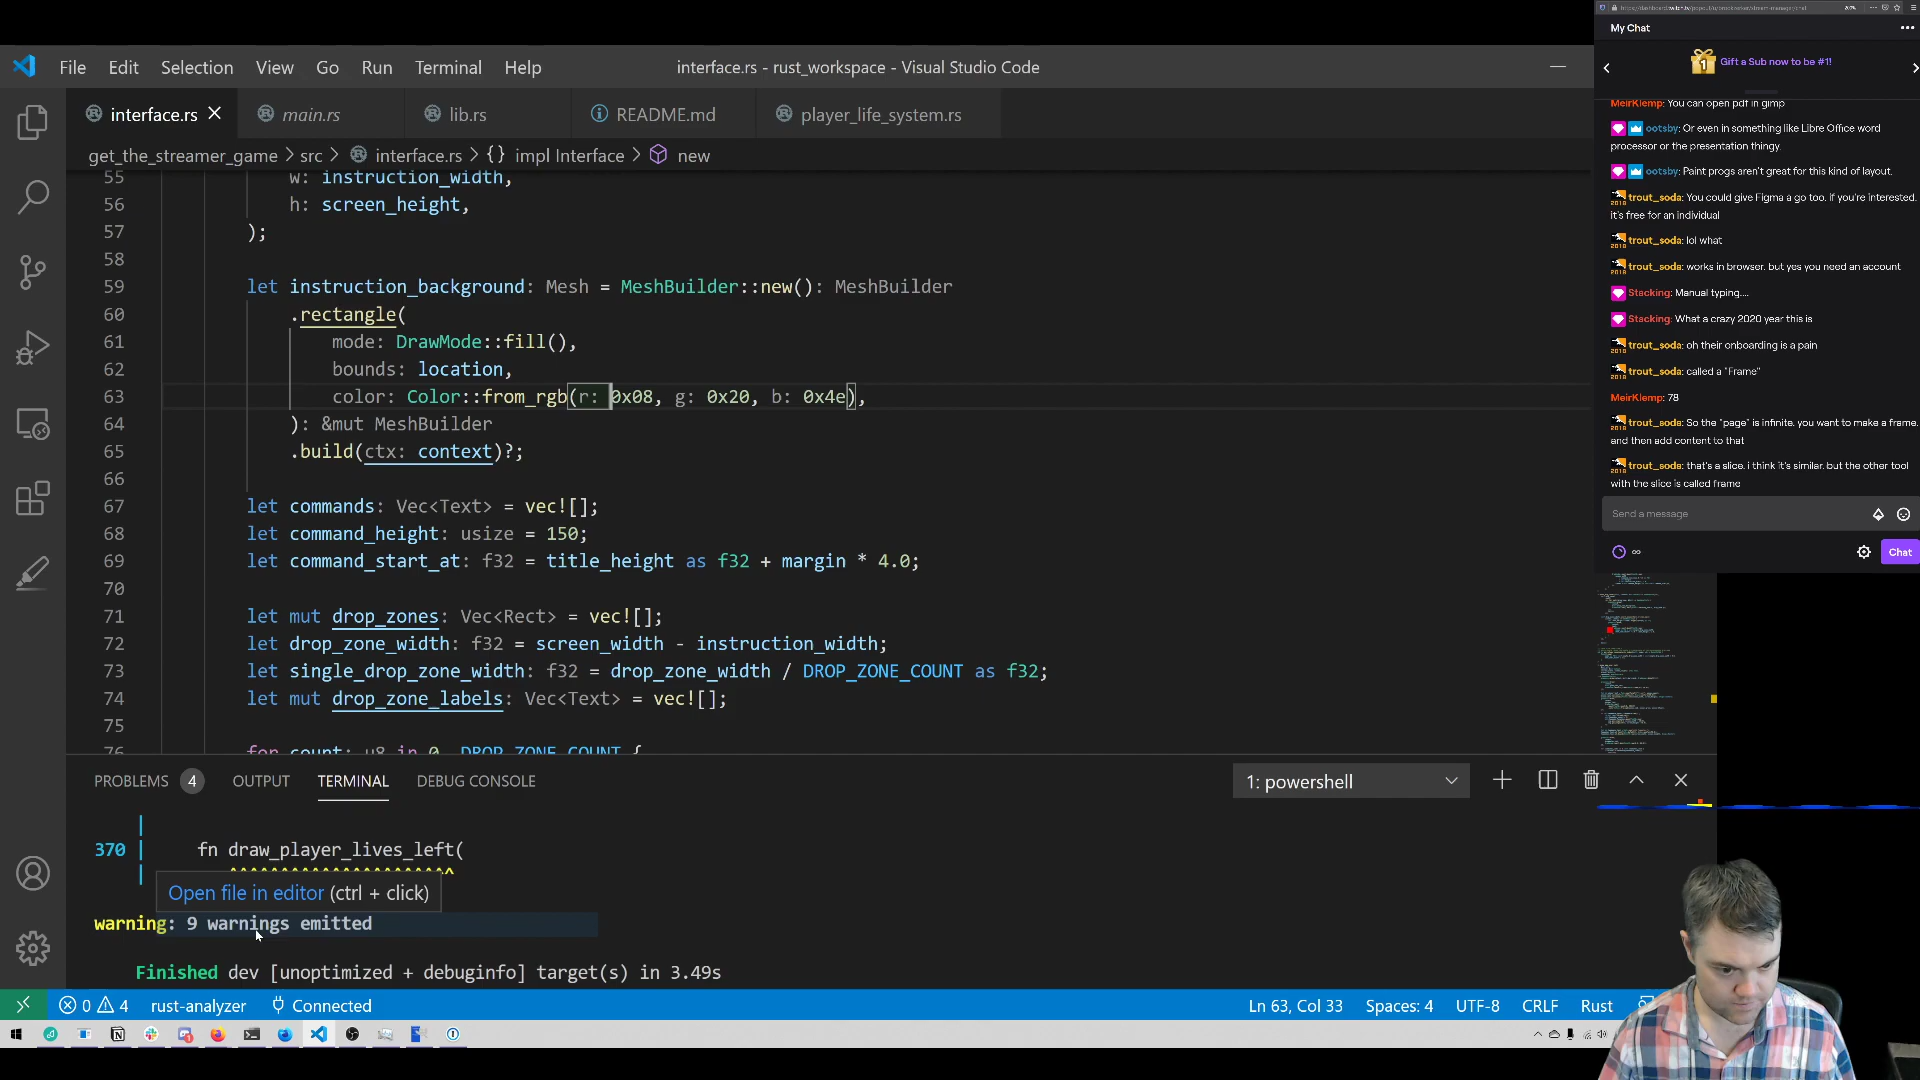 File Edit Selection View Go Run Terminal Help
interface.rs - rust_workspace - Visual Studio Code
interface.rs main.rs lib.rs README.md player_life_system.rs
get_the_streamer_game > src > interface.rs > {} impl Interface > new
55 w: instruction_width,
56 h: screen_height,
57 );
58
59 let instruction_background: Mesh = MeshBuilder::new(): MeshBuilder
60 .rectangle(
61 mode: DrawMode::fill(),
62 bounds: location,
63 color: Color::from_rgb(r: 0x08, g: 0x20, b: 0x4e),
64 ): &mut MeshBuilder
65 .build(ctx: context)?;
66
67 let commands: Vec<Text> = vec![];
68 let command_height: usize = 150;
69 let command_start_at: f32 = title_height as f32 + margin * 4.0;
70
71 let mut drop_zones: Vec<Rect> = vec![];
72 let drop_zone_width: f32 = screen_width - instruction_width;
73 let single_drop_zone_width: f32 = drop_zone_width / DROP_ZONE_COUNT as f32;
74 let mut drop_zone_labels: Vec<Text> = vec![];
75
76 for count: u8 in 0..DROP_ZONE_COUNT {
PROBLEMS 4 OUTPUT TERMINAL DEBUG CONSOLE
1: powershell
370 | fn draw_player_lives_left(
| ^^^^^^^^^^^^^^^^^^^^^^
Open file in editor (ctrl + click)
warning: 9 warnings emitted
Finished dev [unoptimized + debuginfo] target(s) in 3.49s
0 4 rust-analyzer Connected
Ln 63, Col 33 Spaces: 4 UTF-8 CRLF Rust
My Chat
1 Gift a Sub now to be #1!
MeirKlemp: You can open pdf in gimp
ootsby: Or even in something like Libre Office word
processor or the presentation thingy.
ootsby: Paint progs aren't great for this kind of layout.
trout_soda: You could give Figma a go too. if you're interested.
it's free for an individual
trout_soda: lol what
trout_soda: works in browser. but yes you need an account
Stacking: Manual typing....
Stacking: What a crazy 2020 year this is
trout_soda: oh their onboarding is a pain
trout_soda: called a "Frame"
MeirKlemp: 78
trout_soda: So the "page" is infinite. you want to make a frame.
and then add content to that
trout_soda: that's a slice. i think it's similar. but the other tool
with the slice is called frame
Send a message
Chat